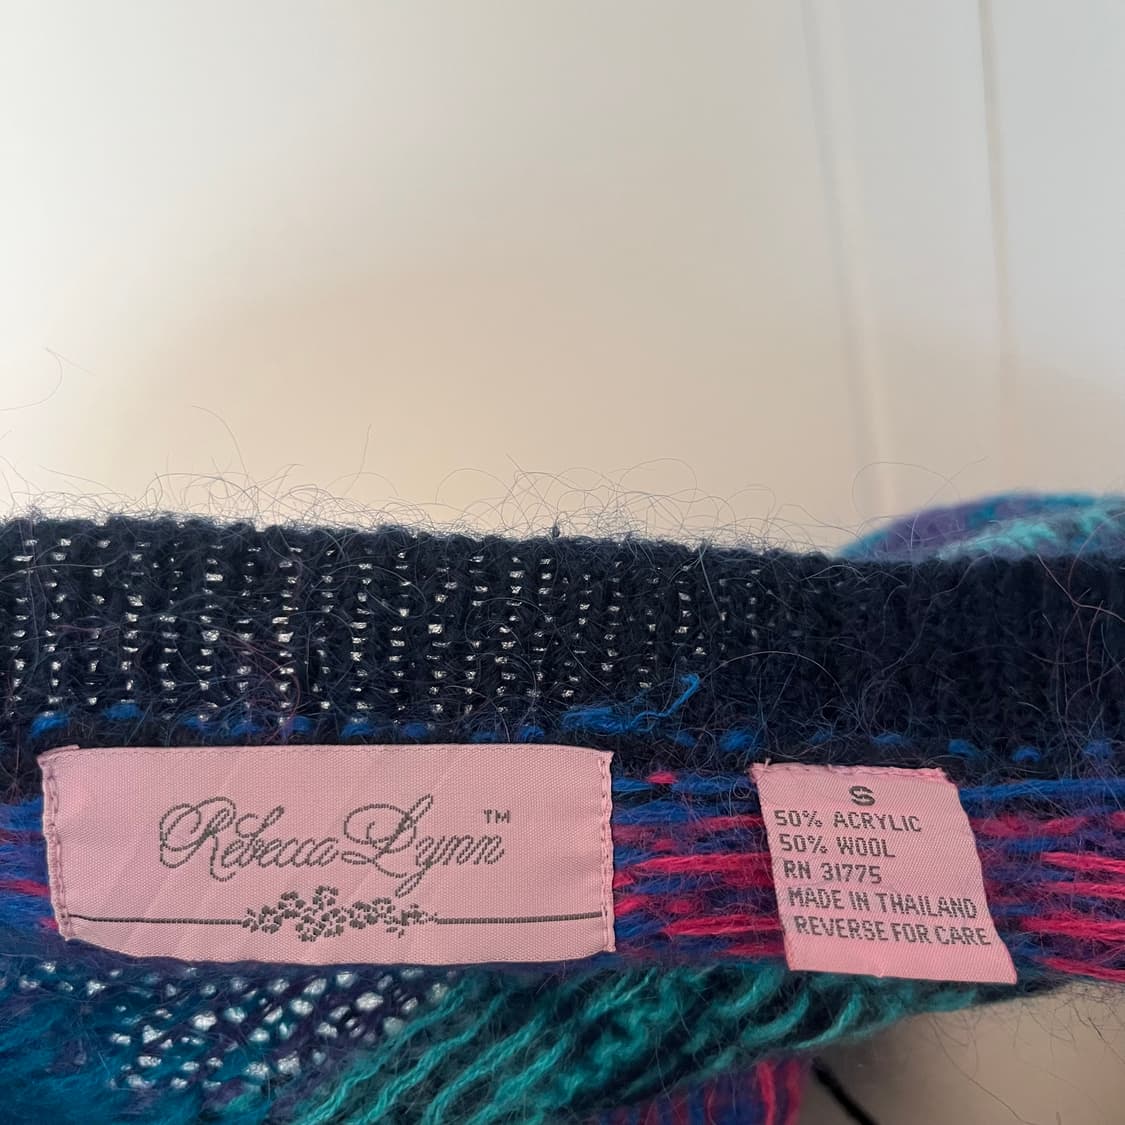 Rebecca Lynn™
S
50% ACRYLIC
50% WOOL
RN 31775
MADE IN THAILAND
REVERSE FOR CARE